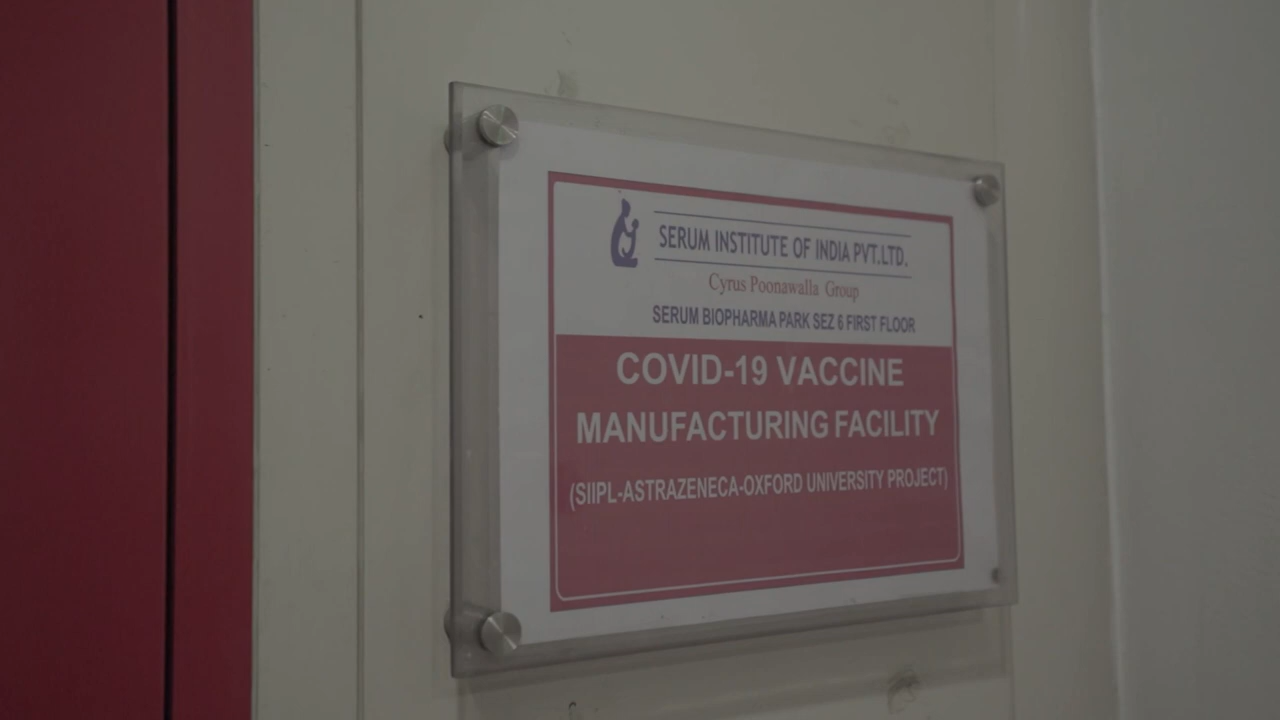 SERUM INSTITUTE OF INDIA PVT.LTD.
Cyrus Poonawalla Group
SERUM BIOPHARMA PARK SEZ 6 FIRST FLOOR
COVID-19 VACCINE
MANUFACTURING FACILITY
(SIIPL-ASTRAZENECA-OXFORD UNIVERSITY PROJECT)